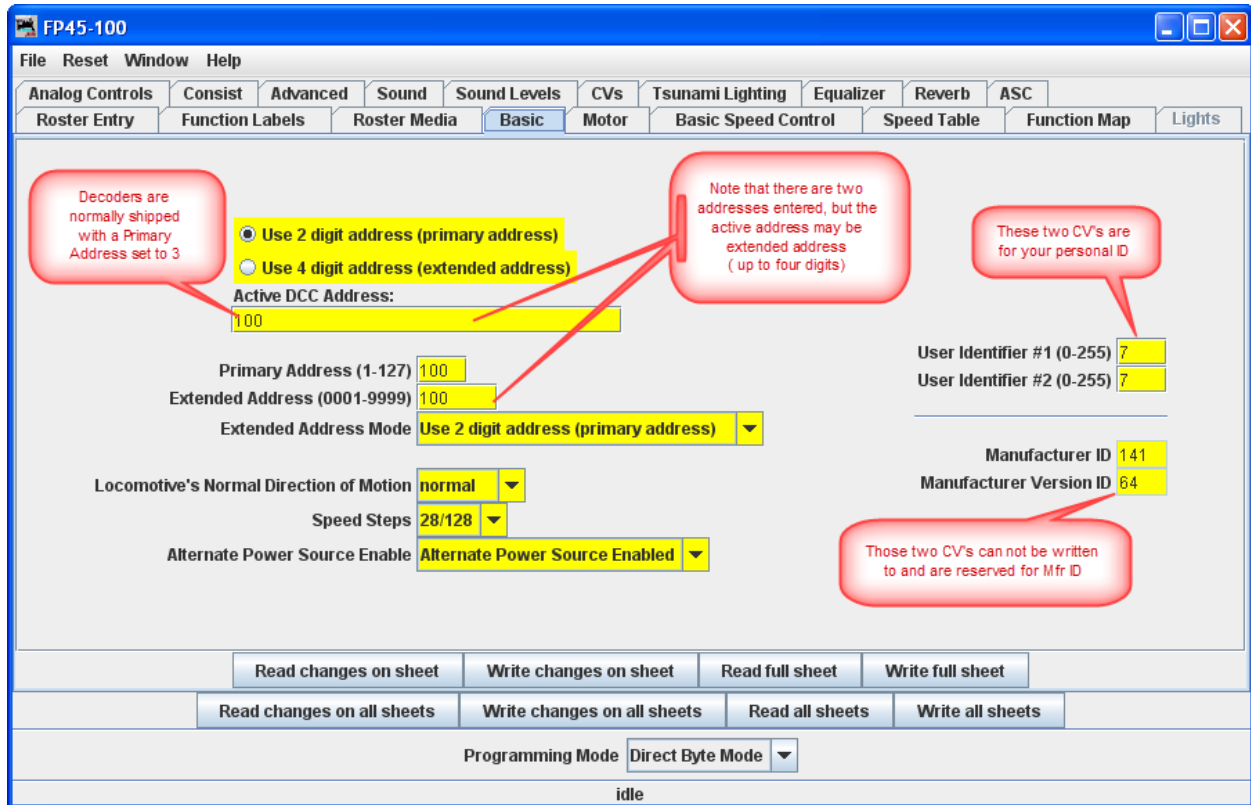 FP45-100
File Reset Window Help
Analog Controls Consist Advanced Sound Sound Levels CVs Tsunami Lighting Equalizer Reverb ASC
Roster Entry Function Labels Roster Media Basic Motor Basic Speed Control Speed Table Function Map Lights
Decoders are
normally shipped
with a Primary
Address set to 3
Note that there are two
addresses entered, but the
active address may be
extended address
( up to four digits)
These two CV's are
for your personal ID
Use 2 digit address (primary address)
Use 4 digit address (extended address)
Active DCC Address:
100
Primary Address (1-127) 100
Extended Address (0001-9999) 100
Extended Address Mode Use 2 digit address (primary address)
User Identifier #1 (0-255) 7
User Identifier #2 (0-255) 7
Manufacturer ID 141
Manufacturer Version ID 64
Locomotive's Normal Direction of Motion normal
Speed Steps 28/128
Alternate Power Source Enable Alternate Power Source Enabled
Those two CV's can not be written
to and are reserved for Mfr ID
Read changes on sheet Write changes on sheet Read full sheet Write full sheet
Read changes on all sheets Write changes on all sheets Read all sheets Write all sheets
Programming Mode Direct Byte Mode
idle